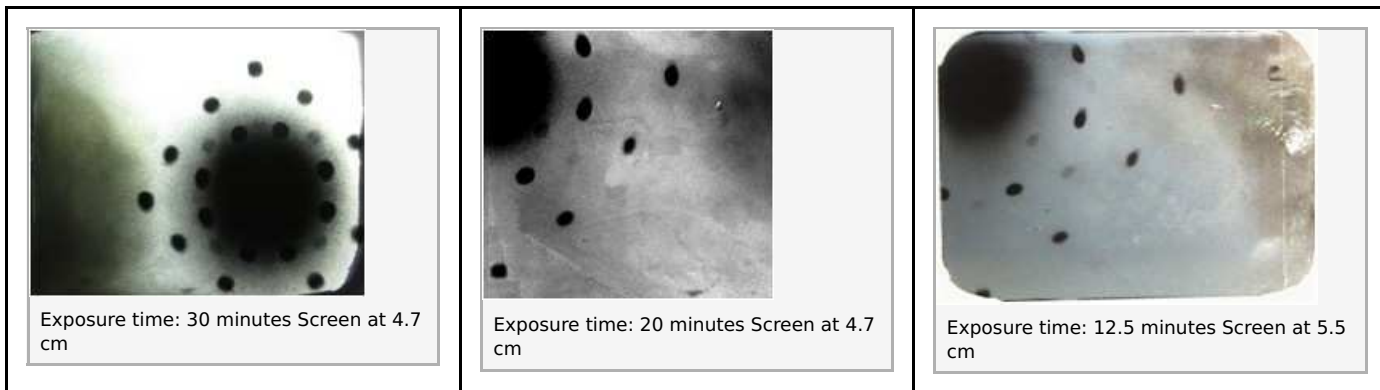 Exposure time: 30 minutes Screen at 4.7
cm
Exposure time: 20 minutes Screen at 4.7
cm
Exposure time: 12.5 minutes Screen at 5.5
cm